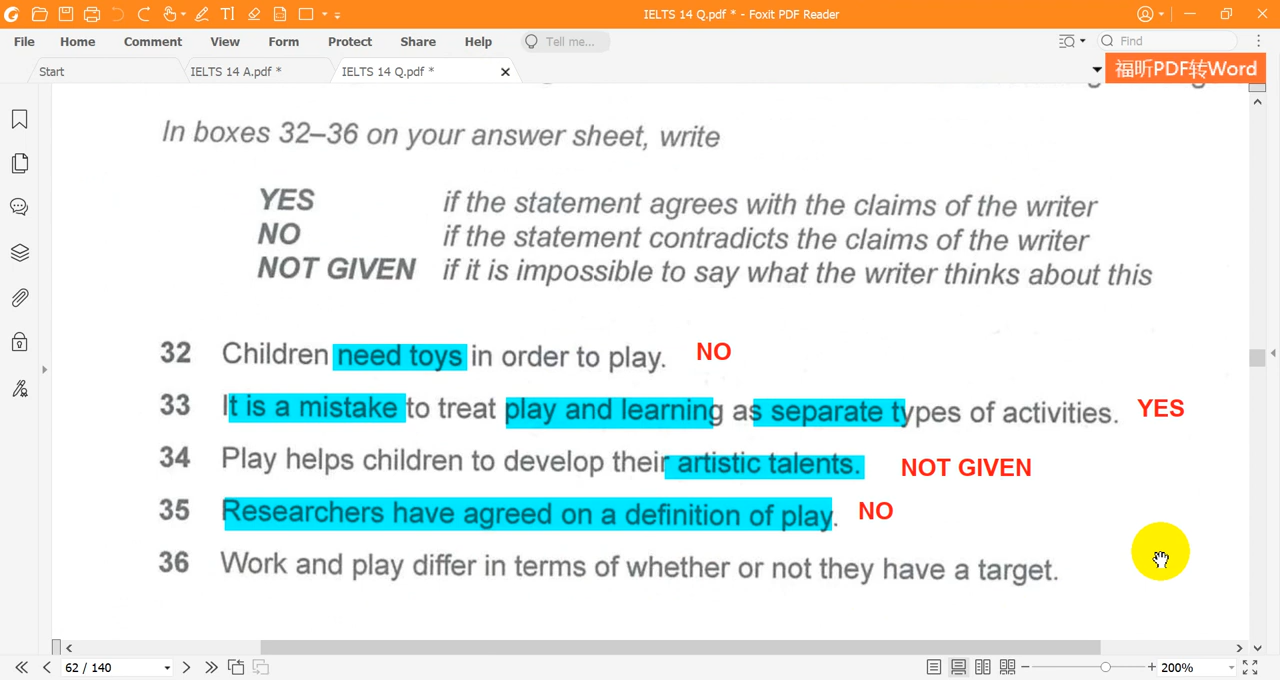 IELTS 14 Q.pdf * - Foxit PDF Reader
File Home Comment View Form Protect Share Help Tell me... Find
Start IELTS 14 A.pdf * IELTS 14 Q.pdf * 福昕PDF转Word
In boxes 32–36 on your answer sheet, write
YES if the statement agrees with the claims of the writer
NO if the statement contradicts the claims of the writer
NOT GIVEN if it is impossible to say what the writer thinks about this
32 Children need toys in order to play. NO
33 It is a mistake to treat play and learning as separate types of activities. YES
34 Play helps children to develop their artistic talents. NOT GIVEN
35 Researchers have agreed on a definition of play. NO
36 Work and play differ in terms of whether or not they have a target.
62 / 140 200%